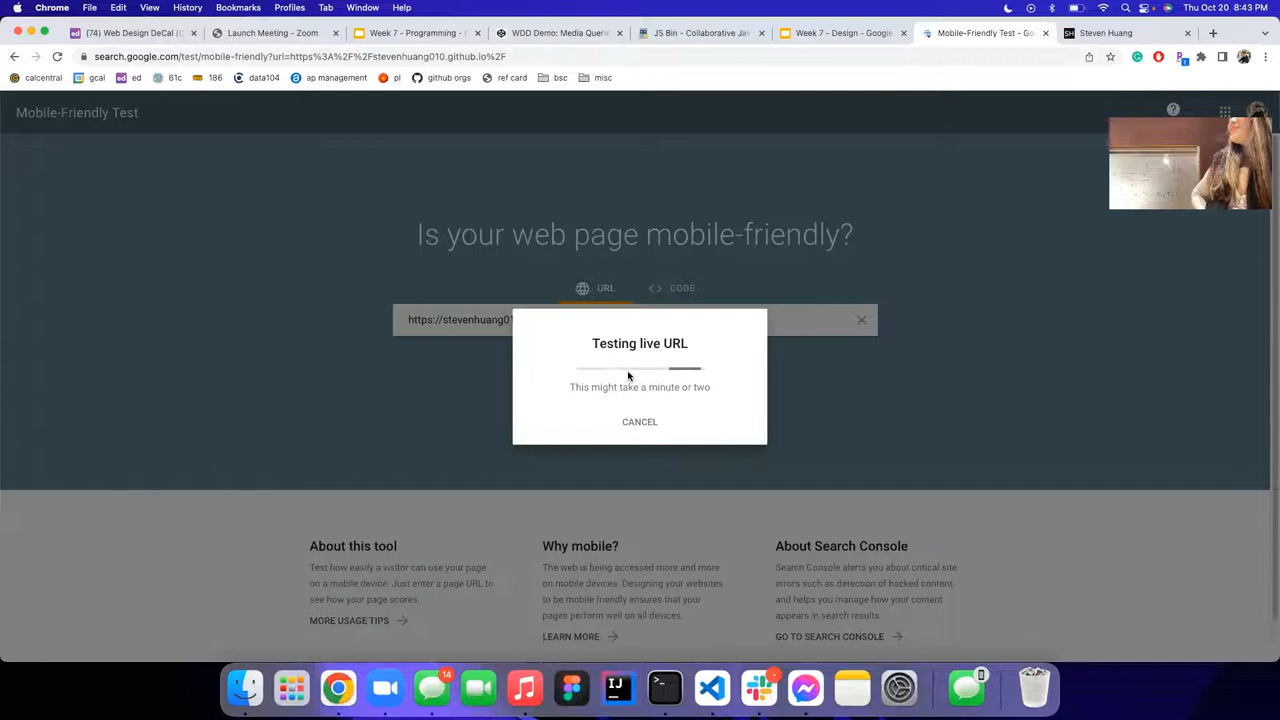 Chrome File Edit View History Bookmarks Profiles Tab Window Help Thu Oct 20 8:43 PM
(74) Web Design DeCal (C
Launch Meeting - Zoom
Week 7 - Programming - G
WDD Demo: Media Querie
JS Bin - Collaborative Jav
Week 7 - Design - Google
Mobile-Friendly Test - Go
Steven Huang
search.google.com/test/mobile-friendly?url=https%3A%2F%2Fstevenhuang010.github.io%2F
calcentral gcal ed 61c 186 data104 ap management pl github orgs ref card bsc misc
Mobile-Friendly Test
Is your web page mobile-friendly?
URL CODE
https://stevenhuang01
Testing live URL
This might take a minute or two
CANCEL
About this tool
Test how easily a visitor can use your page
on a mobile device. Just enter a page URL to
see how your page scores.
MORE USAGE TIPS
Why mobile?
The web is being accessed more and more
on mobile devices. Designing your websites
to be mobile friendly ensures that your
pages perform well on all devices.
LEARN MORE
About Search Console
Search Console alerts you about critical site
errors such as detection of hacked content,
and helps you manage how your content
appears in search results.
GO TO SEARCH CONSOLE
14